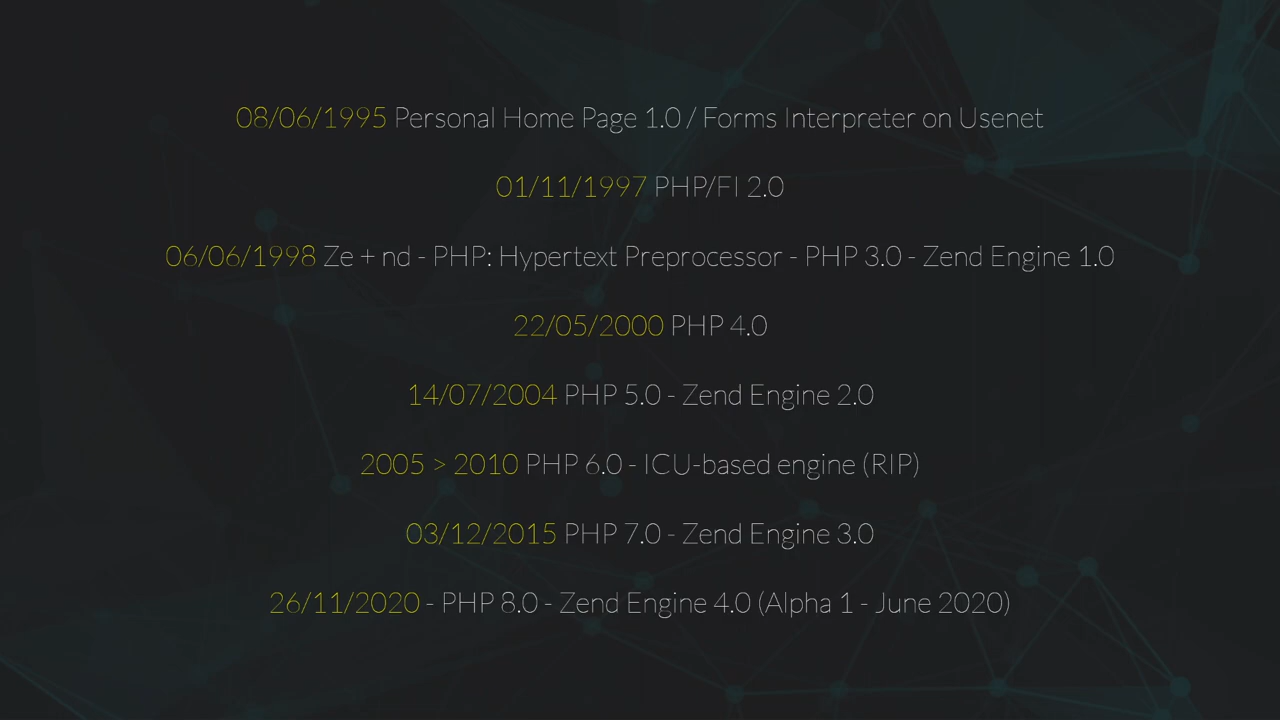 08/06/1995 Personal Home Page 1.0 / Forms Interpreter on Usenet
01/11/1997 PHP/FI 2.0
06/06/1998 Ze + nd - PHP: Hypertext Preprocessor - PHP 3.0 - Zend Engine 1.0
22/05/2000 PHP 4.0
14/07/2004 PHP 5.0 - Zend Engine 2.0
2005 > 2010 PHP 6.0 - ICU-based engine (RIP)
03/12/2015 PHP 7.0 - Zend Engine 3.0
26/11/2020 - PHP 8.0 - Zend Engine 4.0 (Alpha 1 - June 2020)